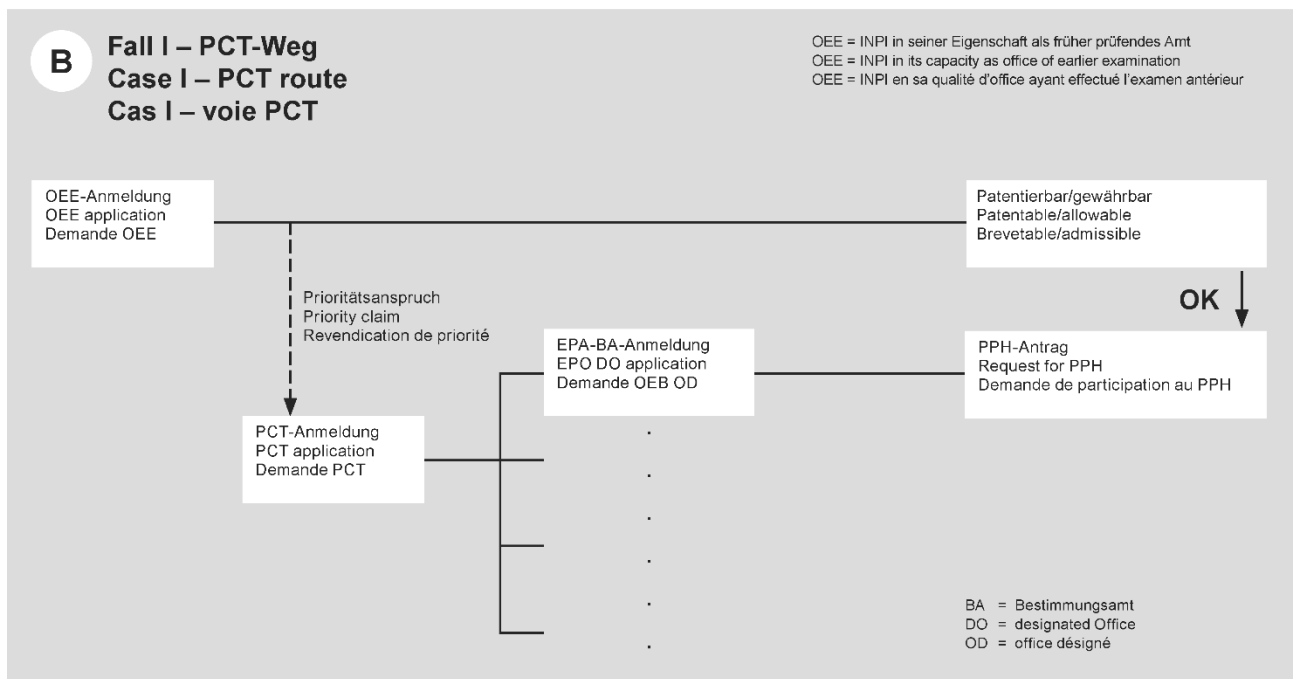 B
Fall I – PCT-Weg
Case I – PCT route
Cas I – voie PCT
OEE = INPI in seiner Eigenschaft als früher prüfendes Amt
OEE = INPI in its capacity as office of earlier examination
OEE = INPI en sa qualité d'office ayant effectué l'examen antérieur
OEE-Anmeldung
OEE application
Demande OEE
Patentierbar/gewährbar
Patentable/allowable
Brevetable/admissible
OK
Prioritätsanspruch
Priority claim
Revendication de priorité
EPA-BA-Anmeldung
EPO DO application
Demande OEB OD
PPH-Antrag
Request for PPH
Demande de participation au PPH
PCT-Anmeldung
PCT application
Demande PCT
BA = Bestimmungsamt
DO = designated Office
OD = office désigné